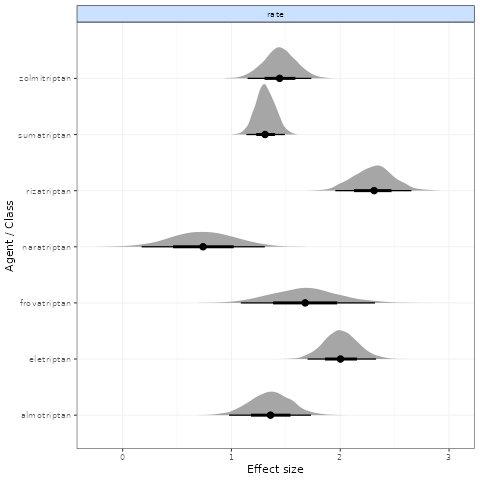 rate
zolmitriptan
sumatriptan
rizatriptan
naratriptan
frovatriptan
eletriptan
almotriptan
Agent / Class
0 1 2 3
Effect size